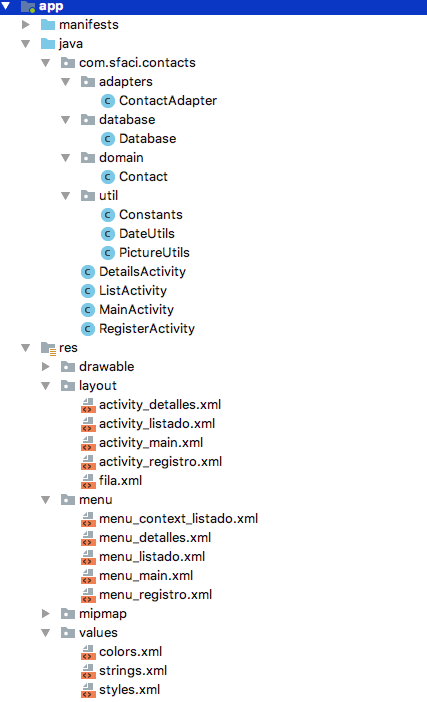 app
manifests
java
com.sfaci.contacts
adapters
ContactAdapter
database
Database
domain
Contact
util
Constants
DateUtils
PictureUtils
DetailsActivity
ListActivity
MainActivity
RegisterActivity
res
drawable
layout
activity_detalles.xml
activity_listado.xml
activity_main.xml
activity_registro.xml
fila.xml
menu
menu_context_listado.xml
menu_detalles.xml
menu_listado.xml
menu_main.xml
menu_registro.xml
mipmap
values
colors.xml
strings.xml
styles.xml